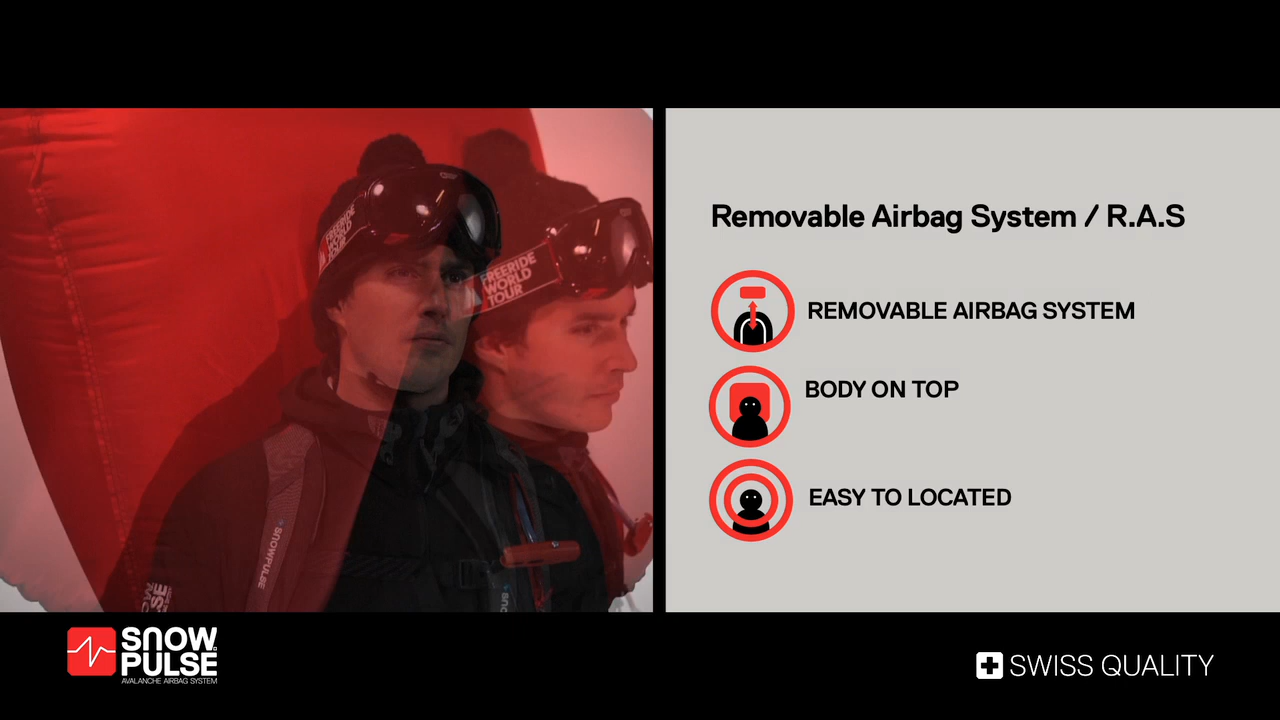 FREERIDE
WORLD
TOUR
FREERIDE
WORLD
TOUR
SNOWPULSE
Removable Airbag System / R.A.S
REMOVABLE AIRBAG SYSTEM
BODY ON TOP
EASY TO LOCATED
SNOW
PULSE
AVALANCHE AIRBAG SYSTEM
SWISS QUALITY